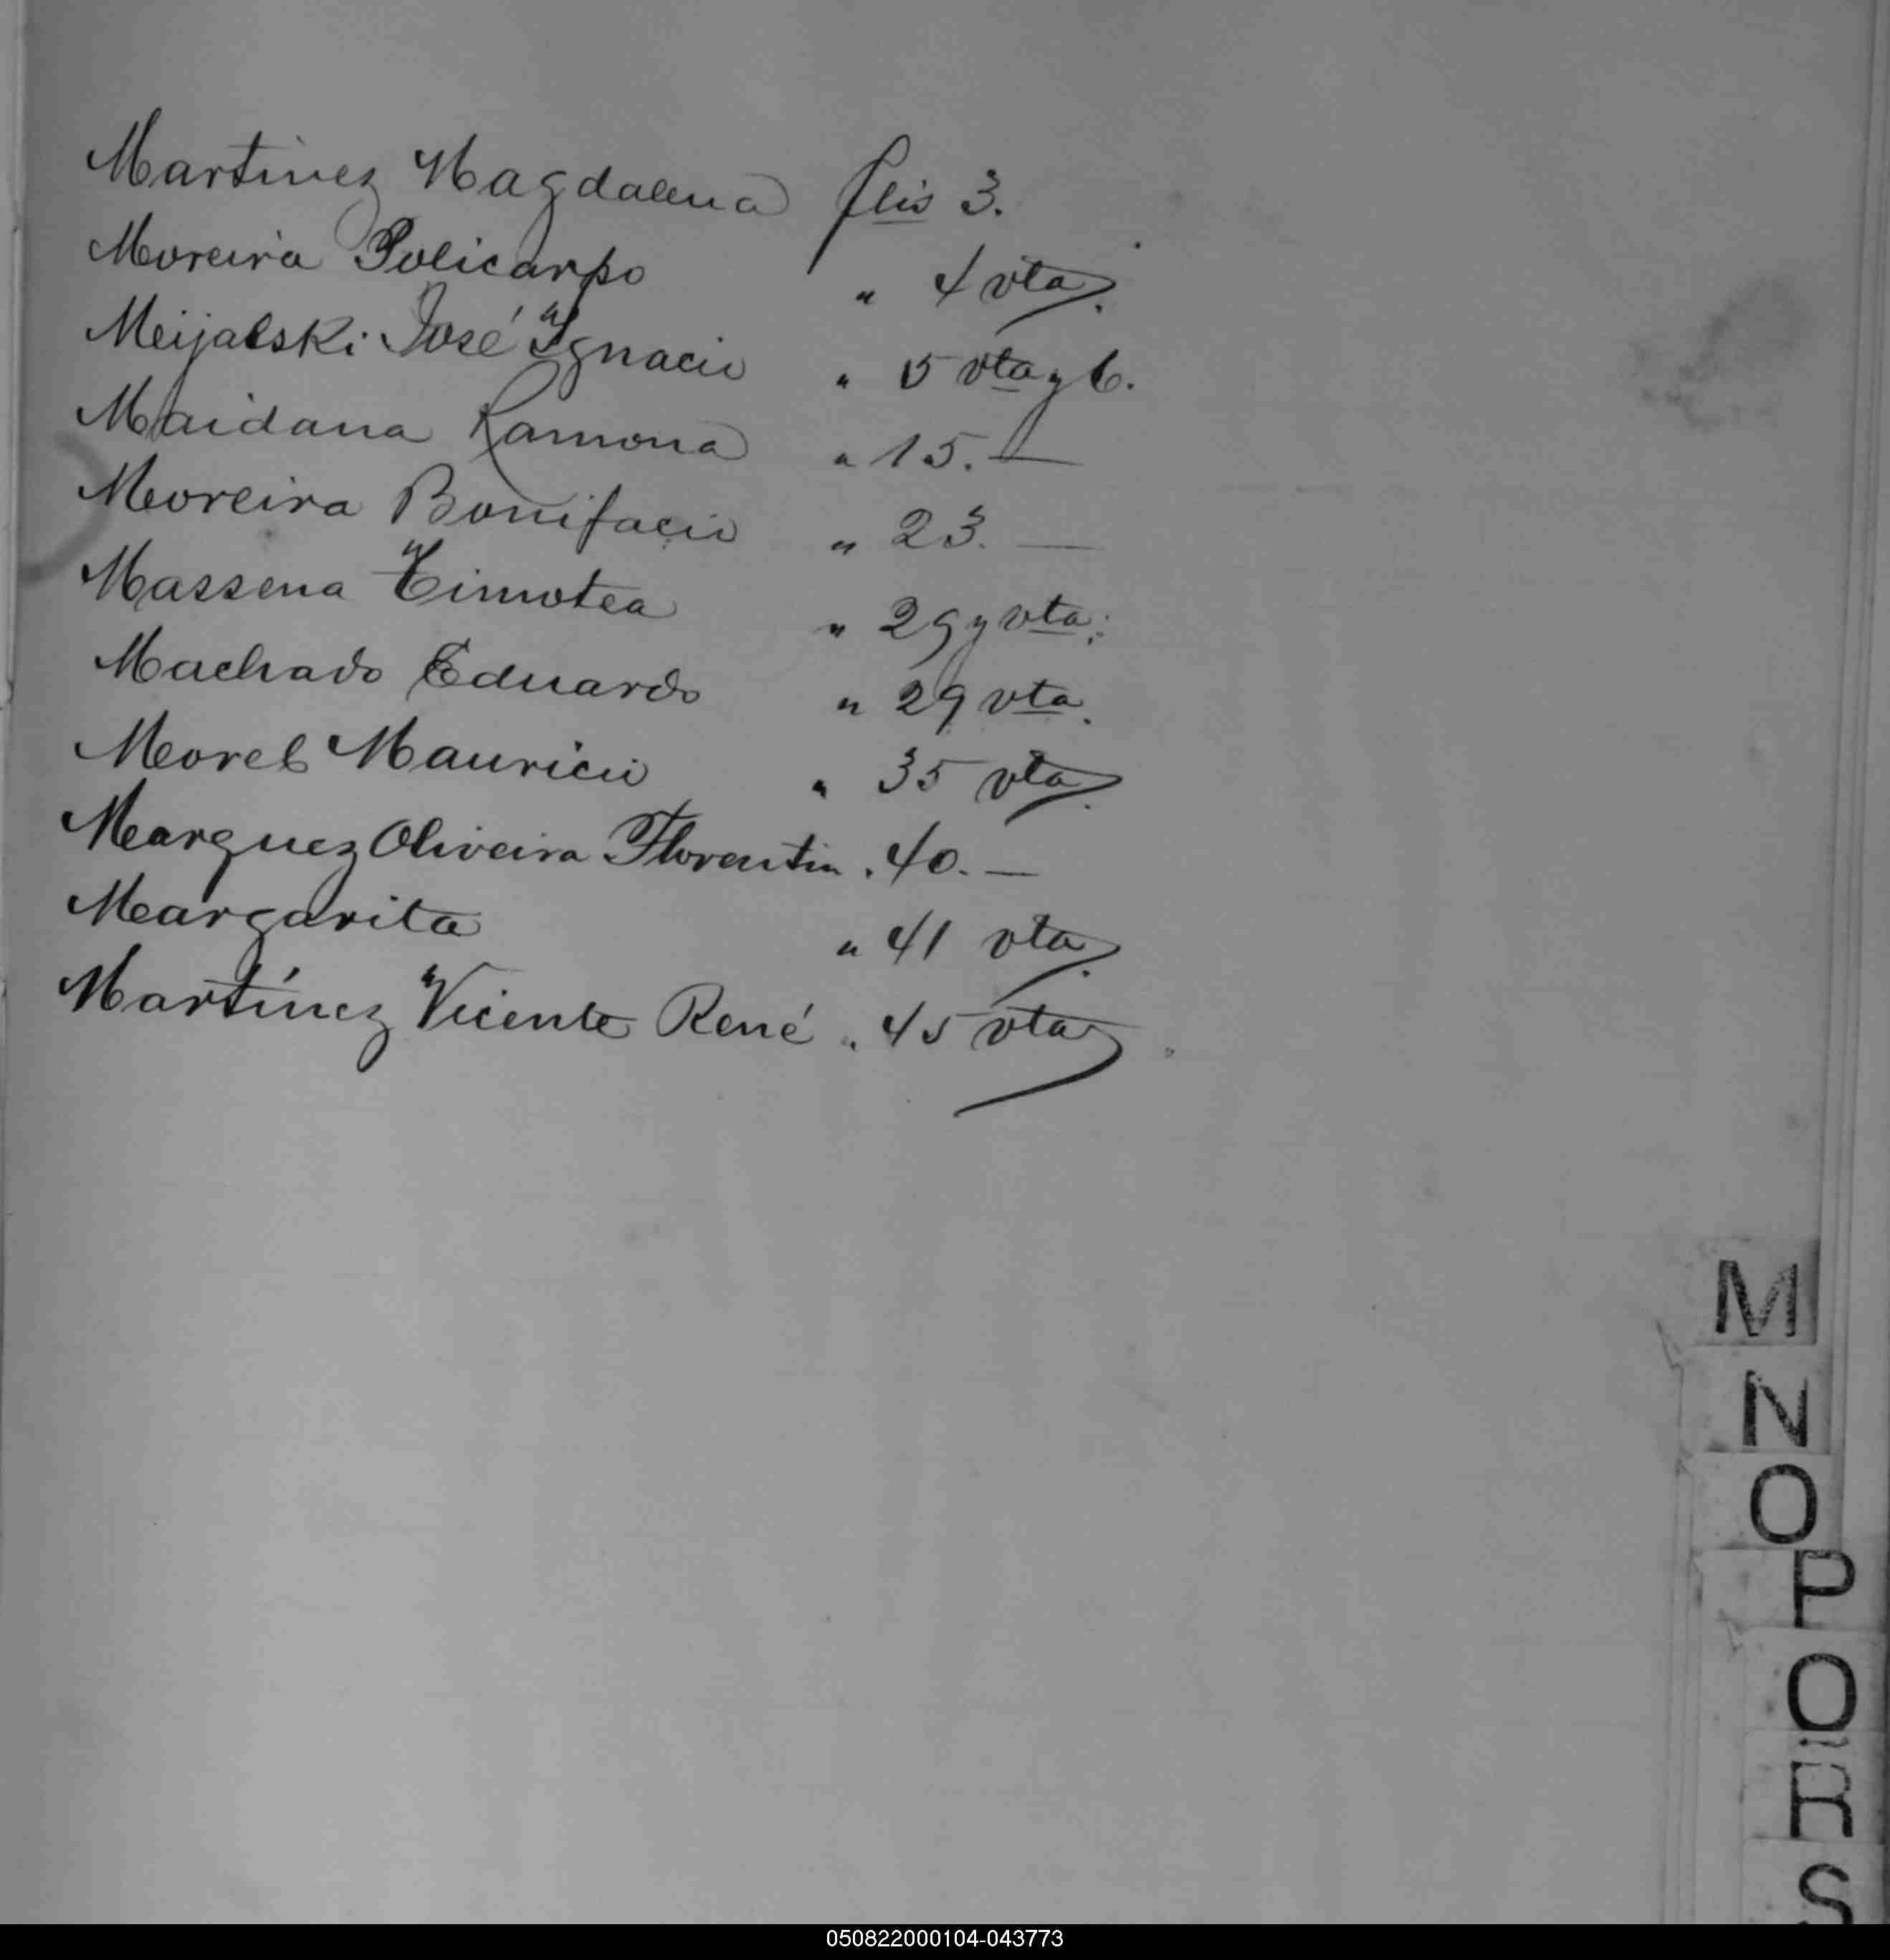 Martinez Magdalena flis 3.
Moreira Policarpo " 4 vta.
Meijalski José Ignacio " 5 vta y 6.
Maidana Ramona " 15. —
Moreira Bonifacio " 23. —
Massena Timotea " 29 y vta.
Machado Eduardo " 29 vta.
Morel Mauricio " 35 vta.
Marquez Oliveira Florentin " 40. —
Margarita " 41 vta.
Martínez Vicente René " 45 vta
M
N
O
P
Q
R
S
050822000104-043773